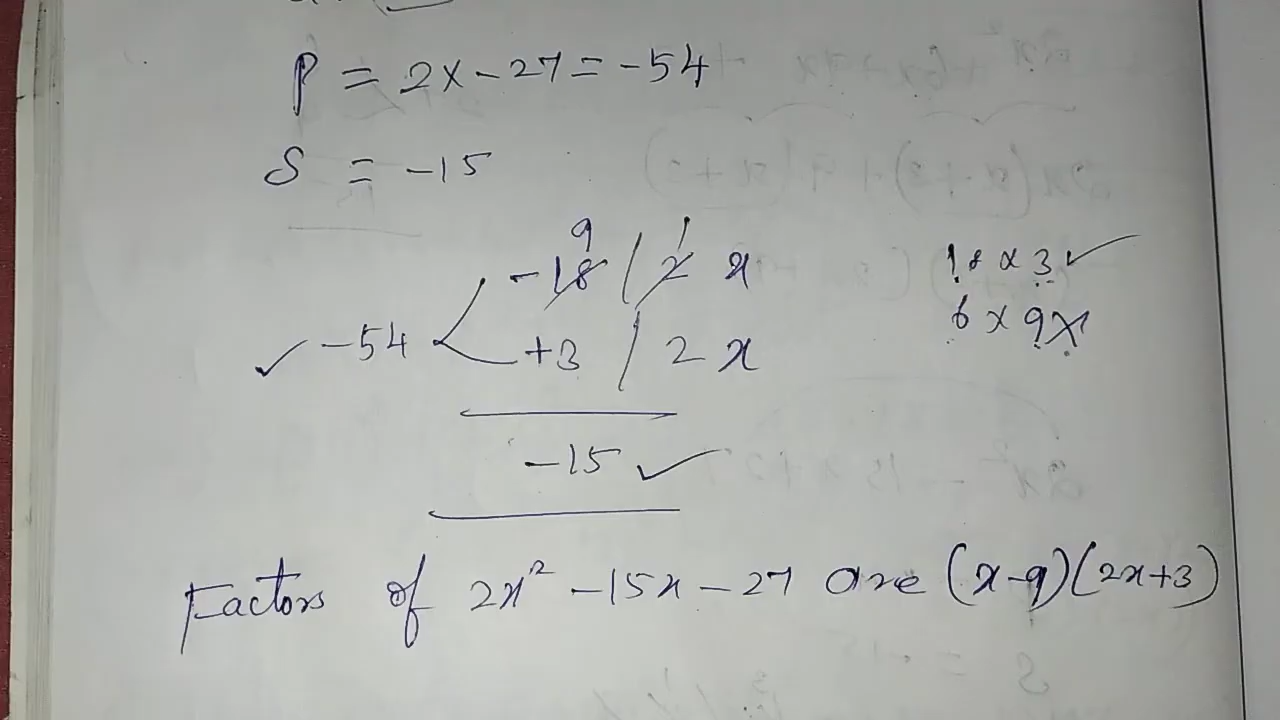 P = 2x-27 = -54
S = -15
9 1
-18 / 2 x
18 x 3 ✓
6 x 9 x
✓ -54 < +3 / 2 x
-15 ✓
Factors of 2x² - 15x - 27 are (x-9)(2x+3)